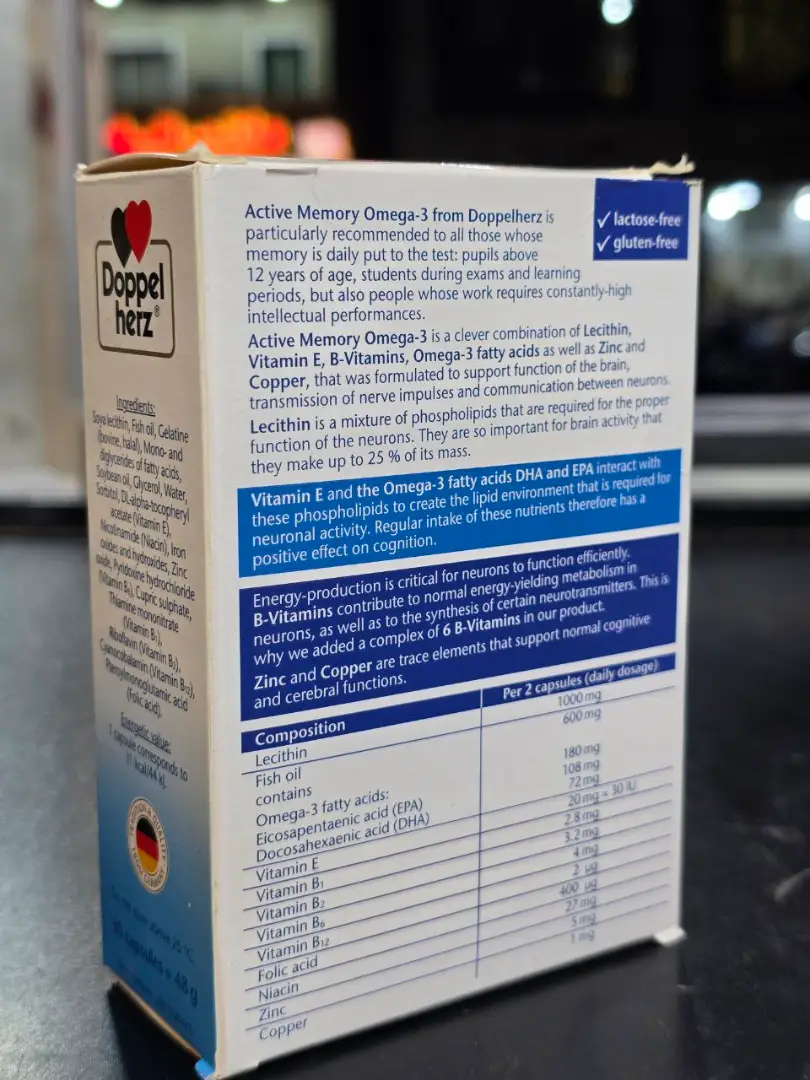 Doppel
herz®
Ingredients:
Soya lecithin, Fish oil, Gelatine
(bovine, halal), Mono- and
diglycerides of fatty acids,
Soybean oil, Glycerol, Water,
Sorbitol, DL-alpha-tocopheryl
acetate (Vitamin E),
Nicotinamide (Niacin), Iron
oxides and hydroxides, Zinc
oxide, Pyridoxine hydrochloride
(Vitamin B₆), Cupric sulphate,
Thiamine mononitrate
(Vitamin B₁),
Riboflavin (Vitamin B₂),
Cyanocobalamin (Vitamin B₁₂),
Pteroylmonoglutamic acid
(Folic acid).
Energetic value:
1 capsule corresponds to
11 kcal (44 kJ).
above 25 °C.
capsules = 48 g
Active Memory Omega-3 from Doppelherz is
particularly recommended to all those whose
memory is daily put to the test: pupils above
12 years of age, students during exams and learning
periods, but also people whose work requires constantly-high
intellectual performances.
✓ lactose-free
✓ gluten-free
Active Memory Omega-3 is a clever combination of Lecithin,
Vitamin E, B-Vitamins, Omega-3 fatty acids as well as Zinc and
Copper, that was formulated to support function of the brain,
transmission of nerve impulses and communication between neurons.
Lecithin is a mixture of phospholipids that are required for the proper
function of the neurons. They are so important for brain activity that
they make up to 25 % of its mass.
Vitamin E and the Omega-3 fatty acids DHA and EPA interact with
these phospholipids to create the lipid environment that is required for
neuronal activity. Regular intake of these nutrients therefore has a
positive effect on cognition.
Energy-production is critical for neurons to function efficiently.
B-Vitamins contribute to normal energy-yielding metabolism in
neurons, as well as to the synthesis of certain neurotransmitters. This is
why we added a complex of 6 B-Vitamins in our product.
Zinc and Copper are trace elements that support normal cognitive
and cerebral functions.
Composition Per 2 capsules (daily dosage)
Lecithin 1000 mg
Fish oil 600 mg
contains
Omega-3 fatty acids: 180 mg
Eicosapentaenic acid (EPA) 108 mg
Docosahexaenic acid (DHA) 72 mg
Vitamin E 20 mg = 30 IU
Vitamin B₁ 2.8 mg
Vitamin B₂ 3.2 mg
Vitamin B₆ 4 mg
Vitamin B₁₂ 2 µg
Folic acid 400 µg
Niacin 27 mg
Zinc 5 mg
Copper 1 mg